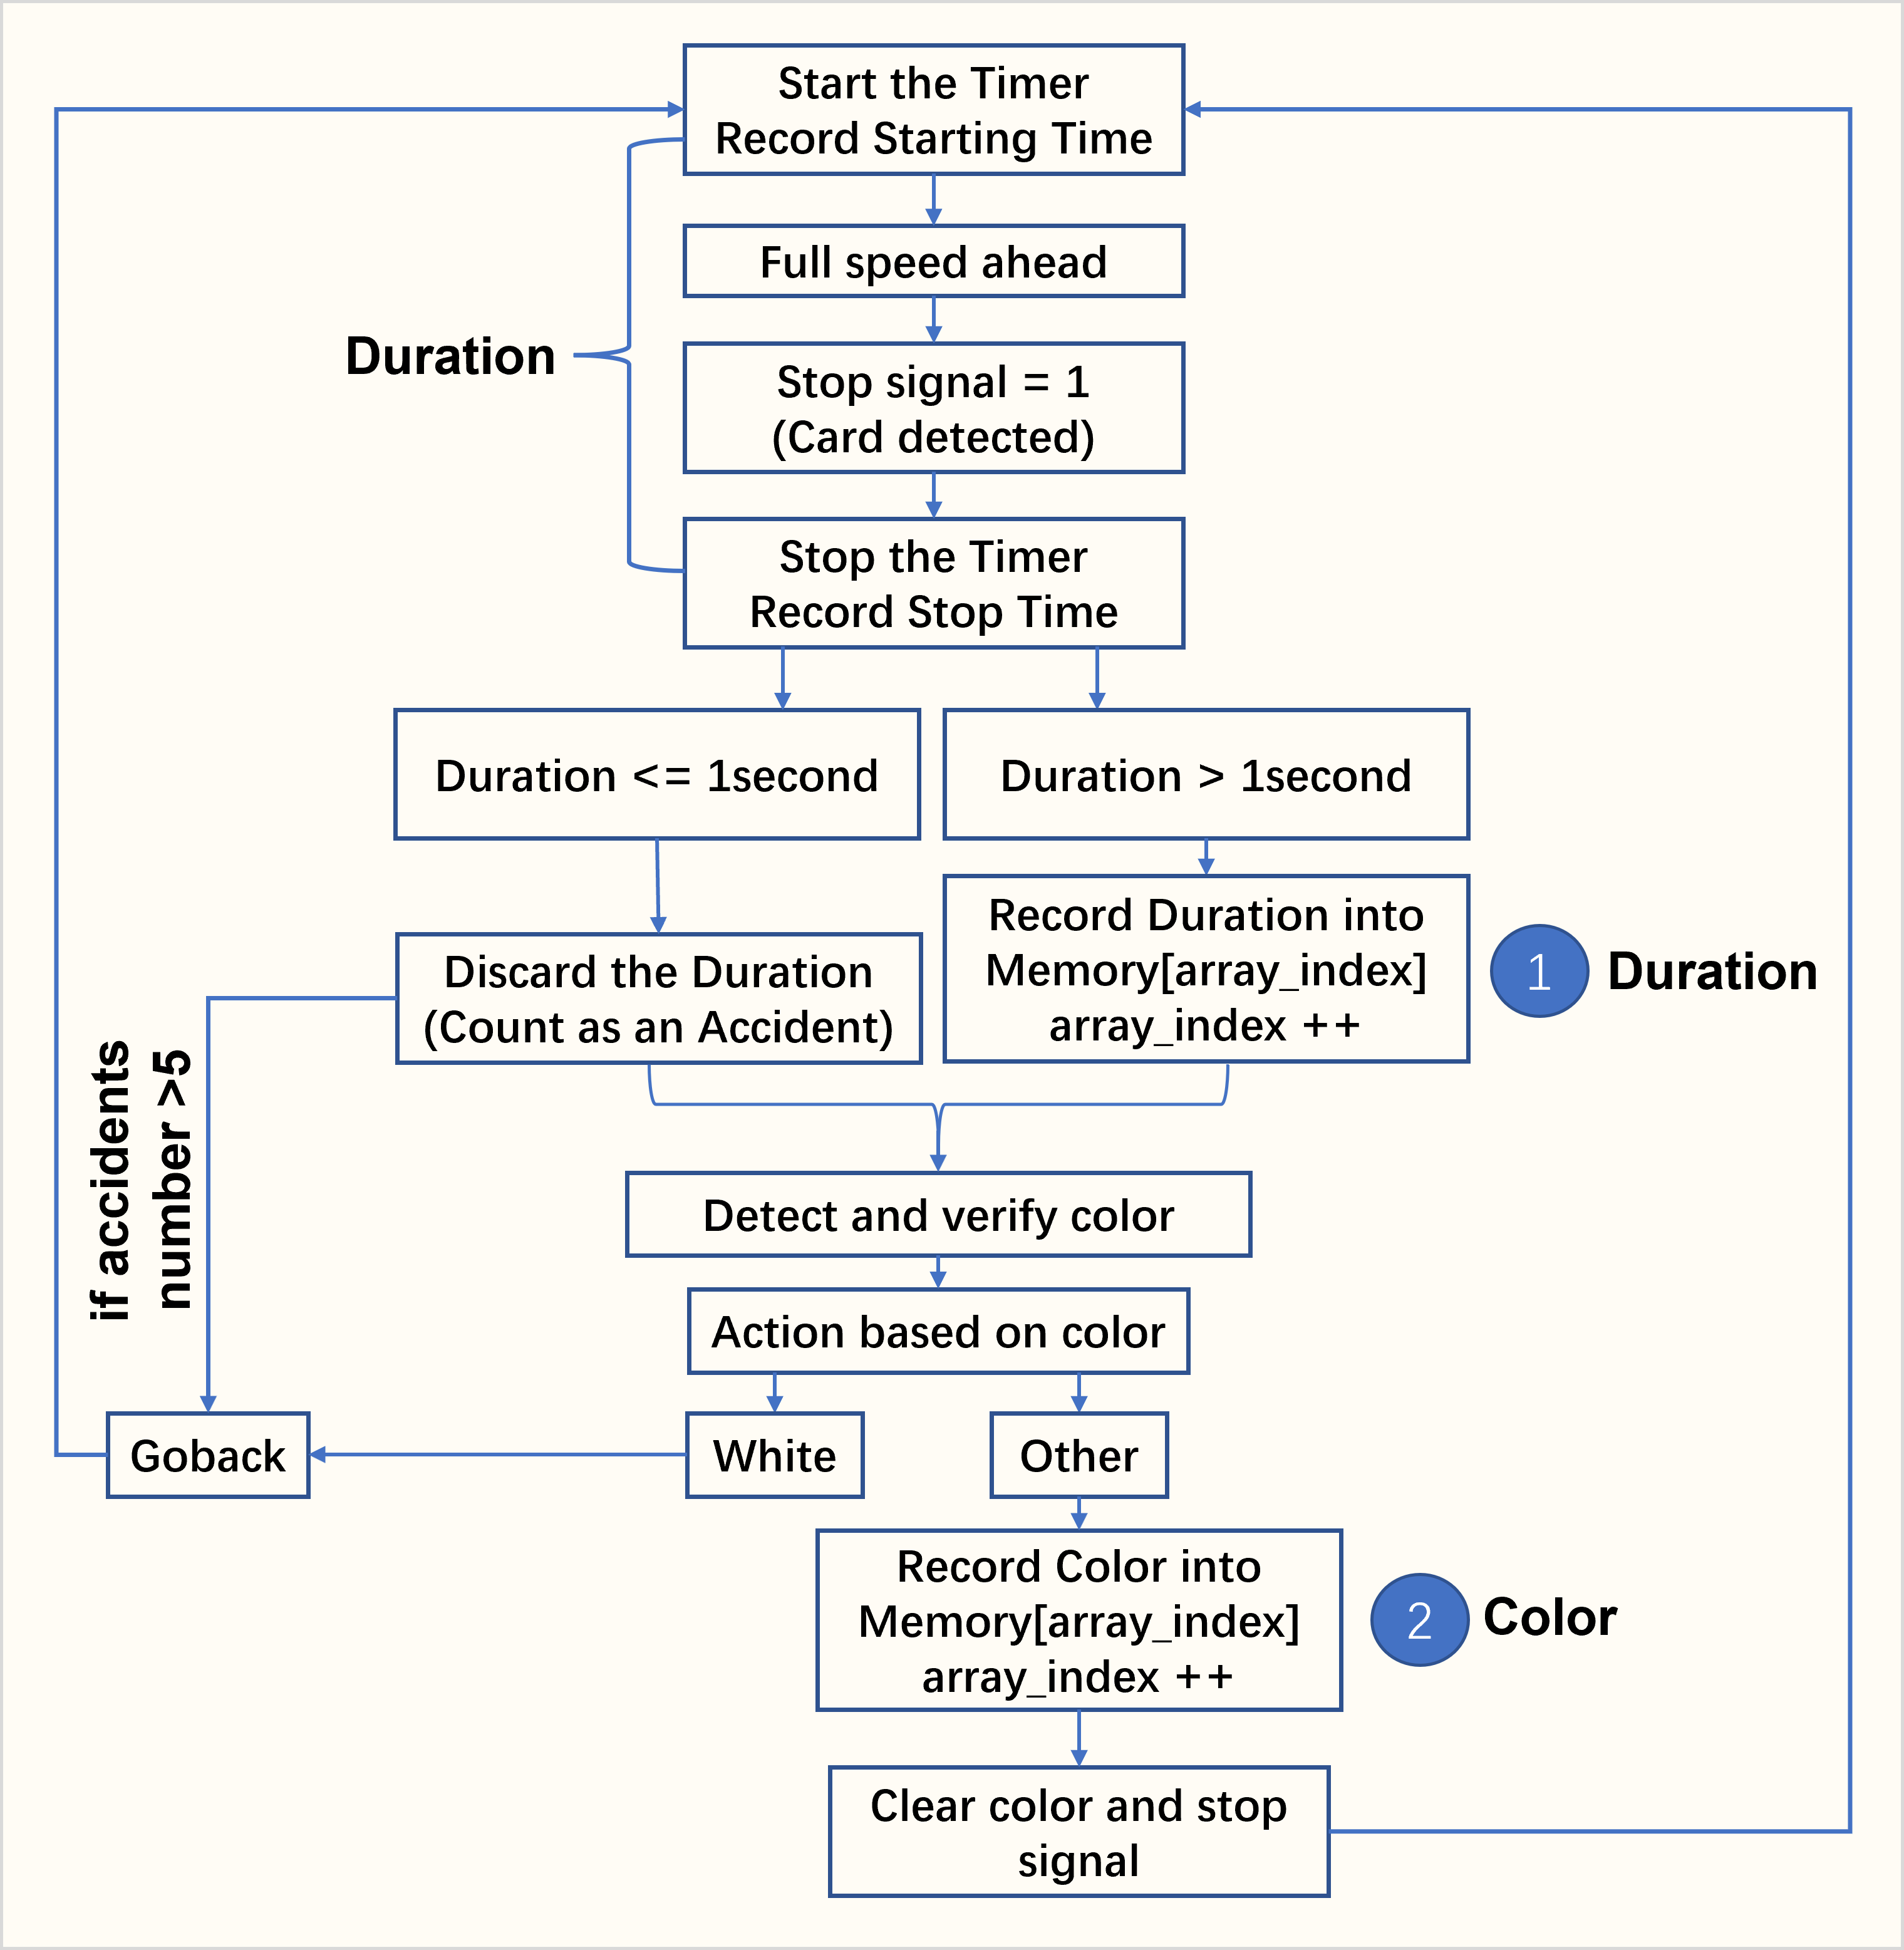 Start the Timer
Record Starting Time
Full speed ahead
Duration
Stop signal = 1
(Card detected)
Stop the Timer
Record Stop Time
Duration <= 1second
Duration > 1second
Discard the Duration
(Count as an Accident)
Record Duration into
Memory[array_index]
array_index ++
1
Duration
if accidents
number >5
Detect and verify color
Action based on color
Goback
White
Other
Record Color into
Memory[array_index]
array_index ++
2
Color
Clear color and stop
signal